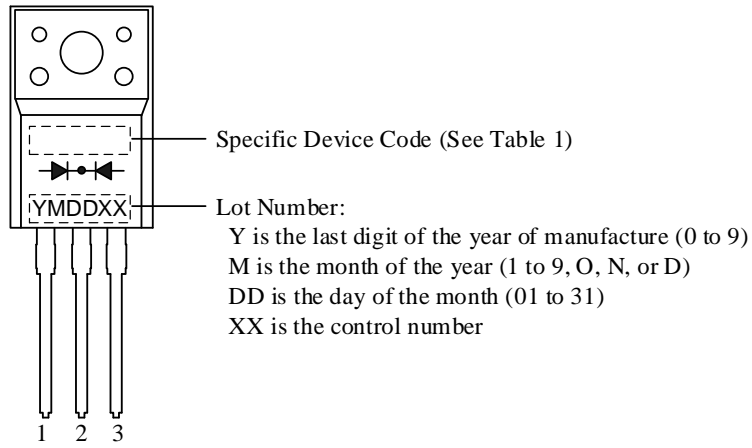 Specific Device Code (See Table 1)
YMDDXX
Lot Number:
Y is the last digit of the year of manufacture (0 to 9)
M is the month of the year (1 to 9, O, N, or D)
DD is the day of the month (01 to 31)
XX is the control number
1 2 3